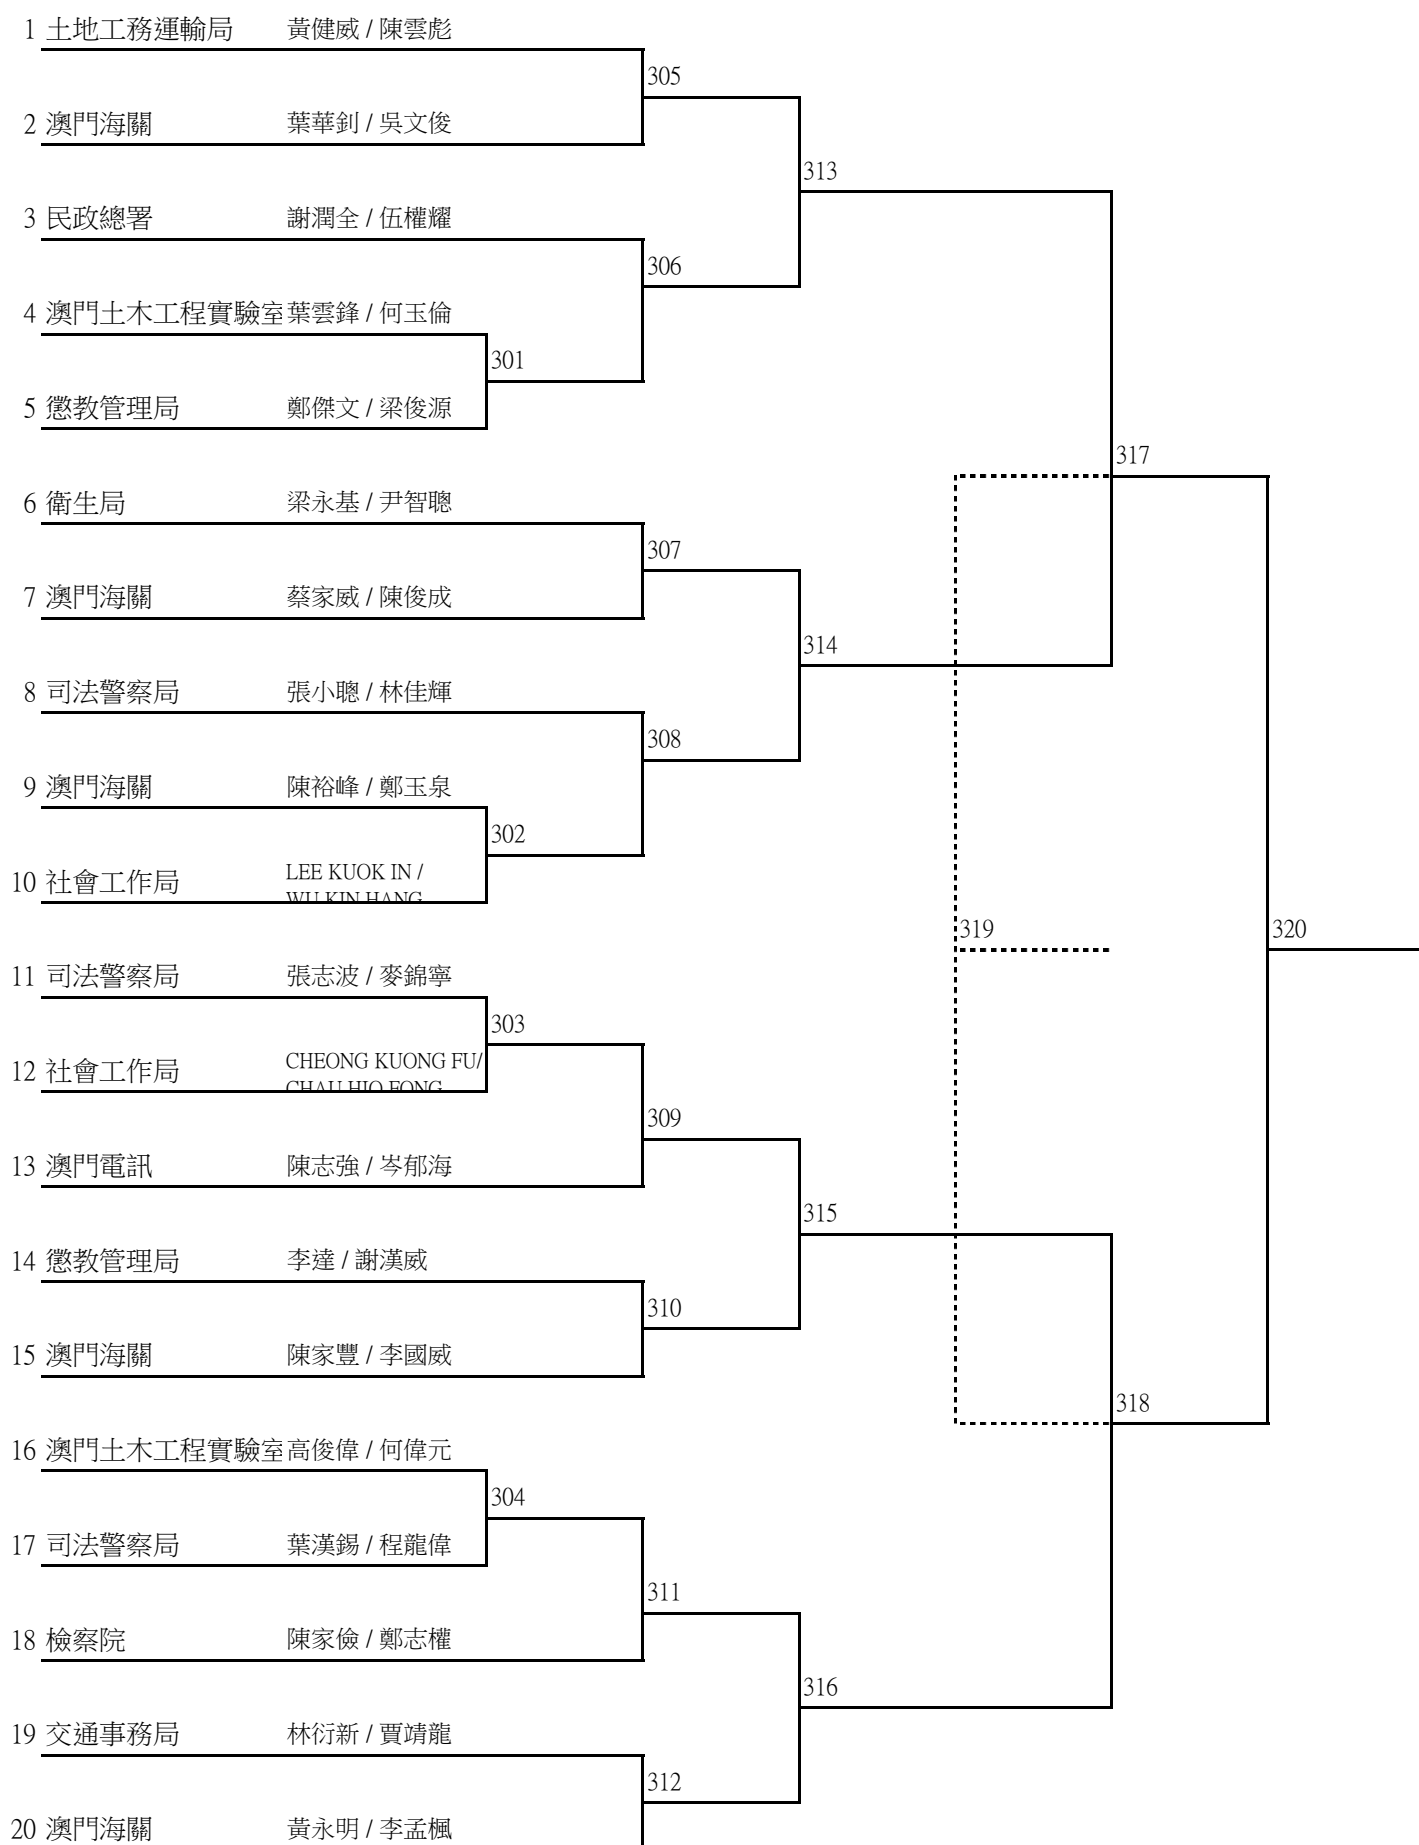 1 土地工務運輸局 黃健威 / 陳雲彪
305
2 澳門海關 葉華釗 / 吳文俊
313
3 民政總署 謝潤全 / 伍權耀
306
4 澳門土木工程實驗室 葉雲鋒 / 何玉倫
301
5 懲教管理局 鄭傑文 / 梁俊源
317
6 衛生局 梁永基 / 尹智聰
307
7 澳門海關 蔡家威 / 陳俊成
314
8 司法警察局 張小聰 / 林佳輝
308
9 澳門海關 陳裕峰 / 鄭玉泉
302
10 社會工作局 LEE KUOK IN /
WU KIN HANG
319 320
11 司法警察局 張志波 / 麥錦寧
303
12 社會工作局 CHEONG KUONG FU/
CHAU HIO FONG
309
13 澳門電訊 陳志強 / 岑郁海
315
14 懲教管理局 李達 / 謝漢威
310
15 澳門海關 陳家豐 / 李國威
318
16 澳門土木工程實驗室 高俊偉 / 何偉元
304
17 司法警察局 葉漢錫 / 程龍偉
311
18 檢察院 陳家儉 / 鄭志權
316
19 交通事務局 林衍新 / 賈靖龍
312
20 澳門海關 黃永明 / 李孟楓